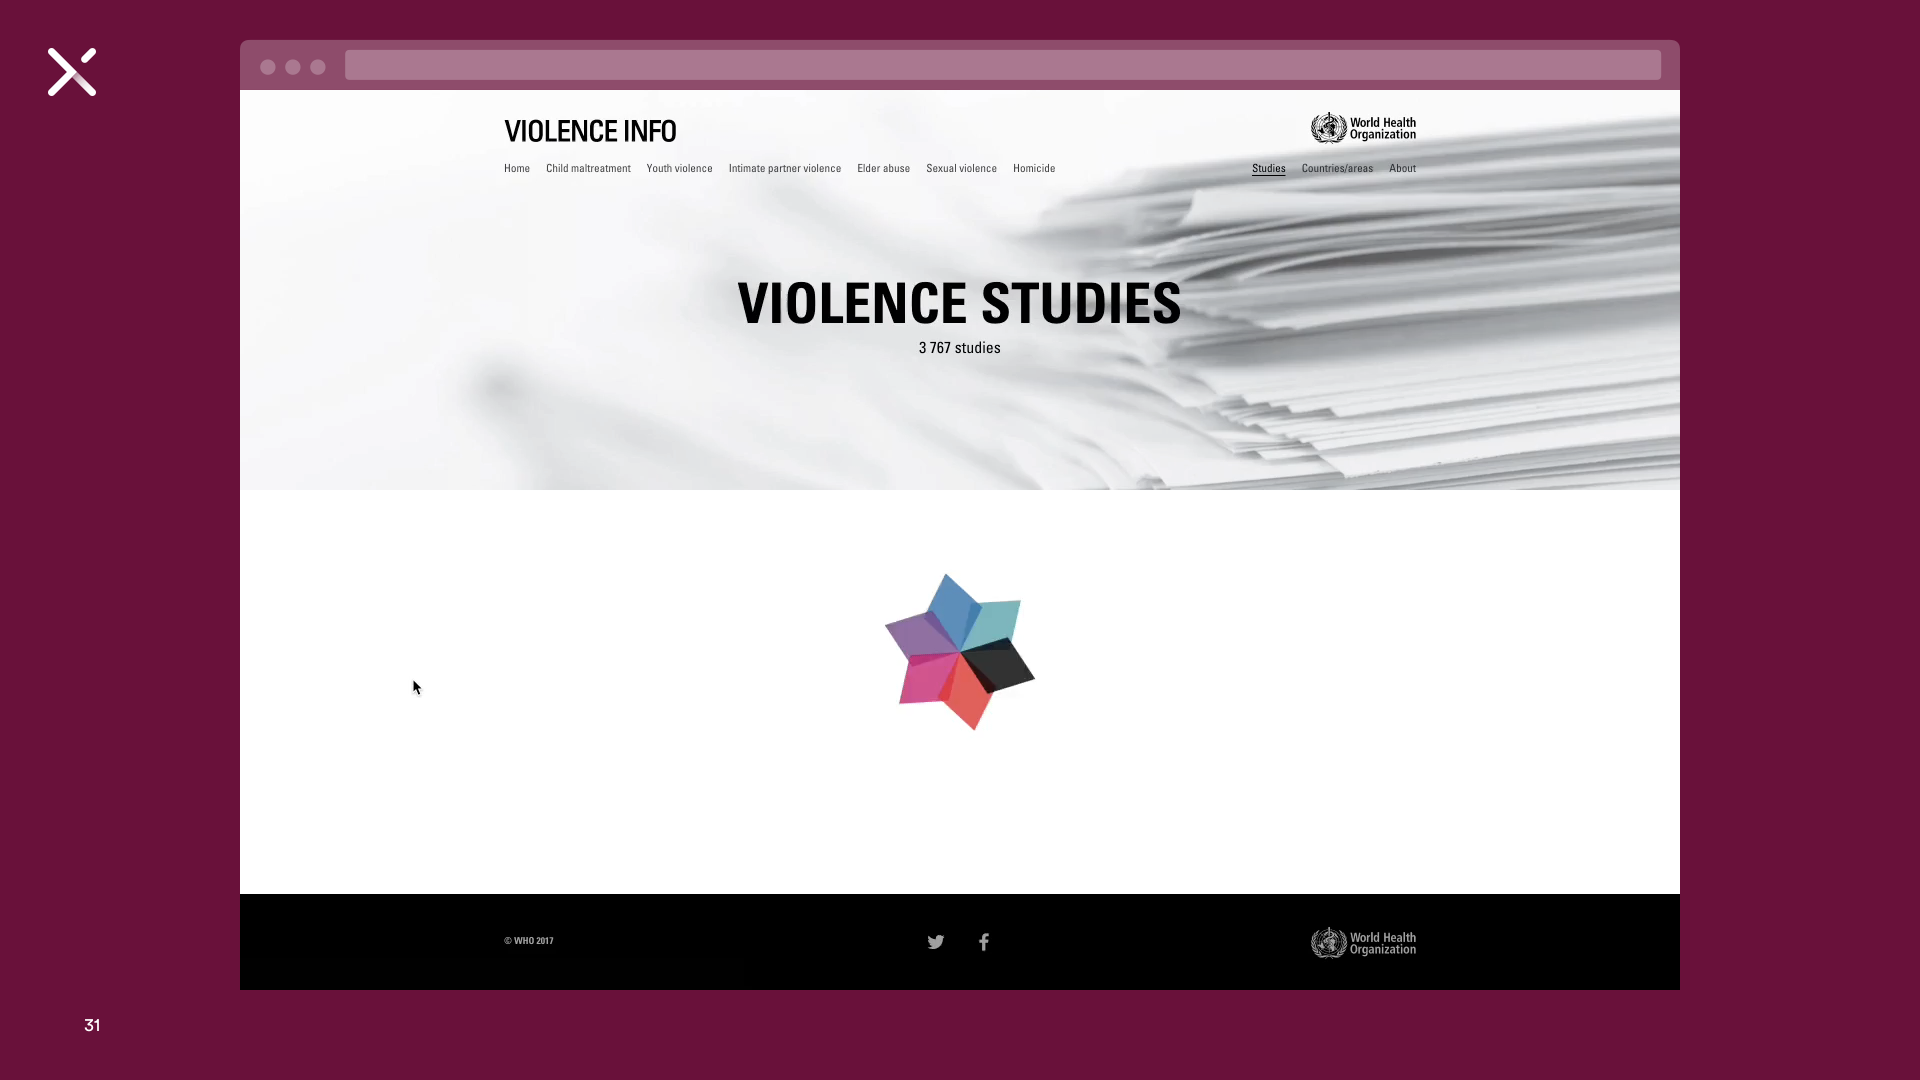 VIOLENCE INFO
World Health
Organization
Home Child maltreatment Youth violence Intimate partner violence Elder abuse Sexual violence Homicide
Studies Countries/areas About
VIOLENCE STUDIES
3 767 studies
© WHO 2017
World Health
Organization
31